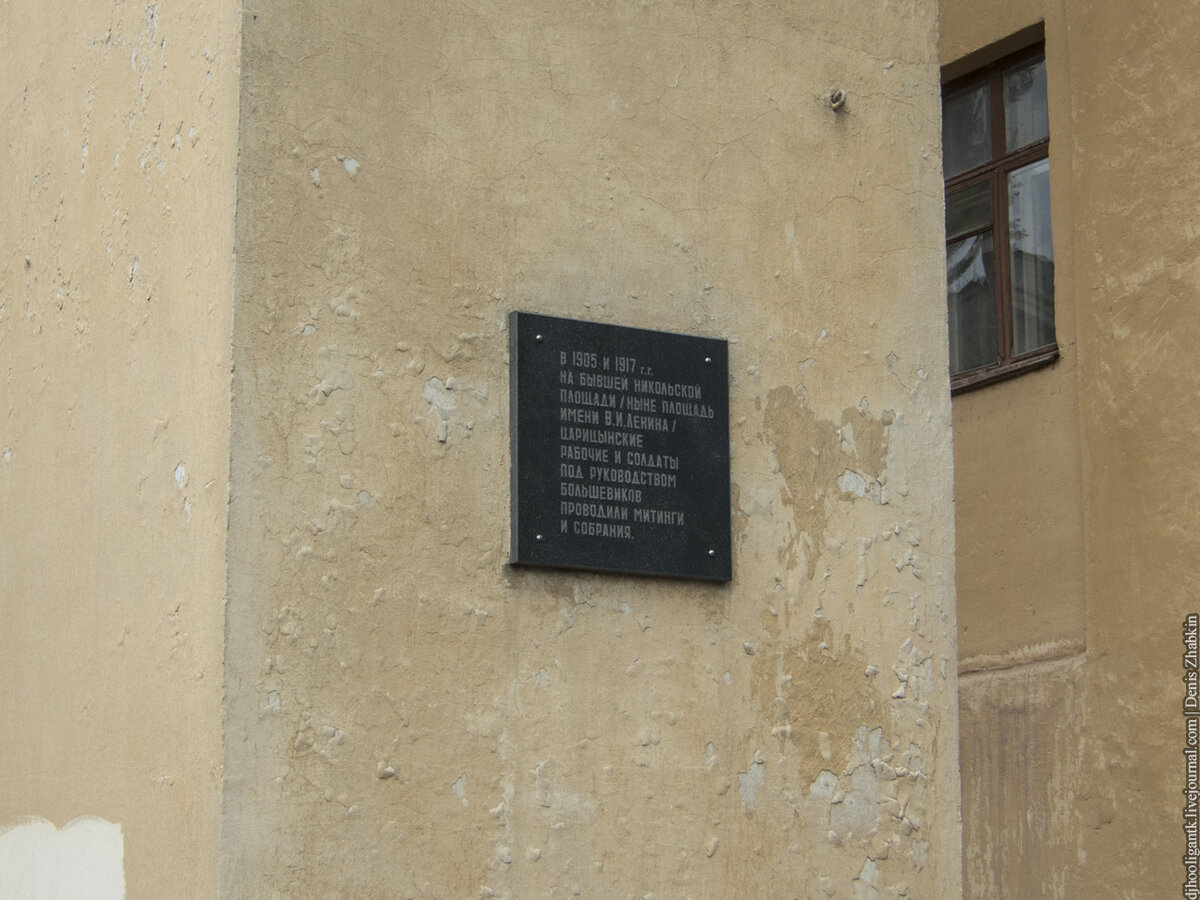 В 1905 И 1917 г.г.
НА БЫВШЕЙ НИКОЛЬСКОЙ
ПЛОЩАДИ /НЫНЕ ПЛОЩАДЬ
ИМЕНИ В.И.ЛЕНИНА/
ЦАРИЦЫНСКИЕ
РАБОЧИЕ И СОЛДАТЫ
ПОД РУКОВОДСТВОМ
БОЛЬШЕВИКОВ
ПРОВОДИЛИ МИТИНГИ
И СОБРАНИЯ.
djhooligantk.livejournal.com | Denis Zhabkin